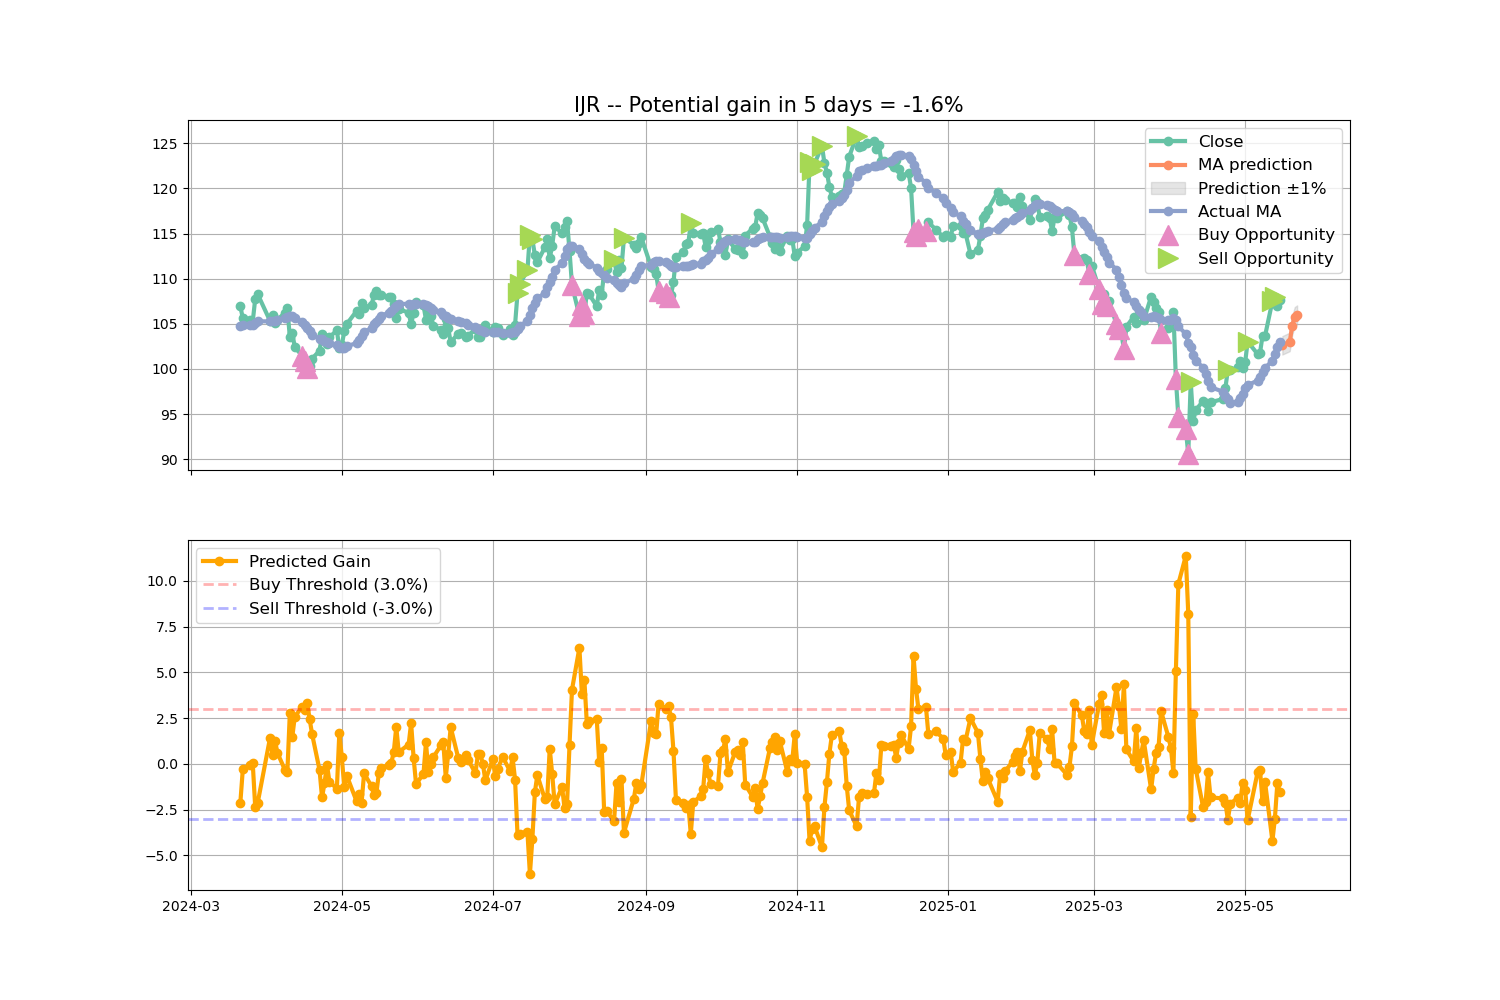 IJR -- Potential gain in 5 days = -1.6%
125
120
115
110
105
100
95
90
Close
MA prediction
Prediction ±1%
Actual MA
Buy Opportunity
Sell Opportunity
10.0
7.5
5.0
2.5
0.0
−2.5
−5.0
Predicted Gain
Buy Threshold (3.0%)
Sell Threshold (-3.0%)
2024-03 2024-05 2024-07 2024-09 2024-11 2025-01 2025-03 2025-05